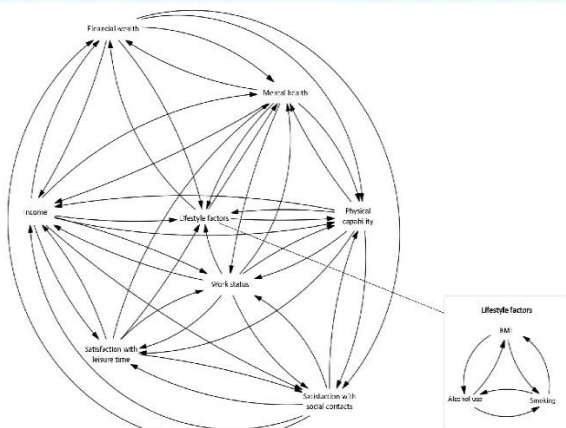 Financial wealth
Mental health
Income
Lifestyle factors
Physical
capability
Work status
Satisfaction with
leisure time
Satisfaction with
social contacts
Lifestyle factors
BMI
Alcohol use
Smoking